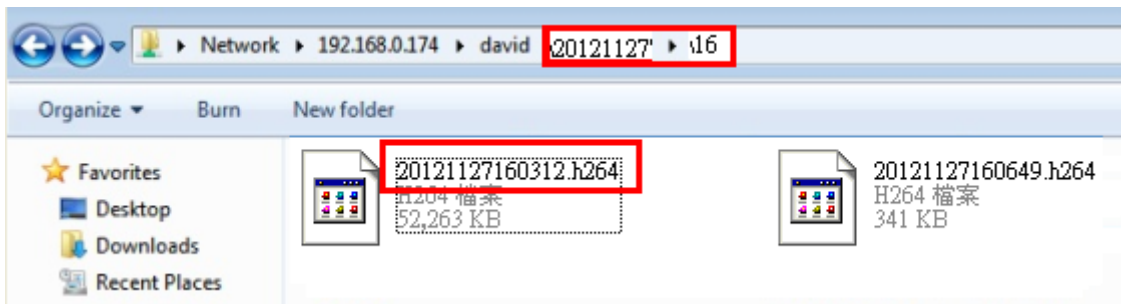 Network 192.168.0.174 david \20121127' \16
Organize Burn New folder
Favorites
Desktop
Downloads
Recent Places
20121127160312.h264
H264 檔案
52,263 KB
20121127160649.h264
H264 檔案
341 KB